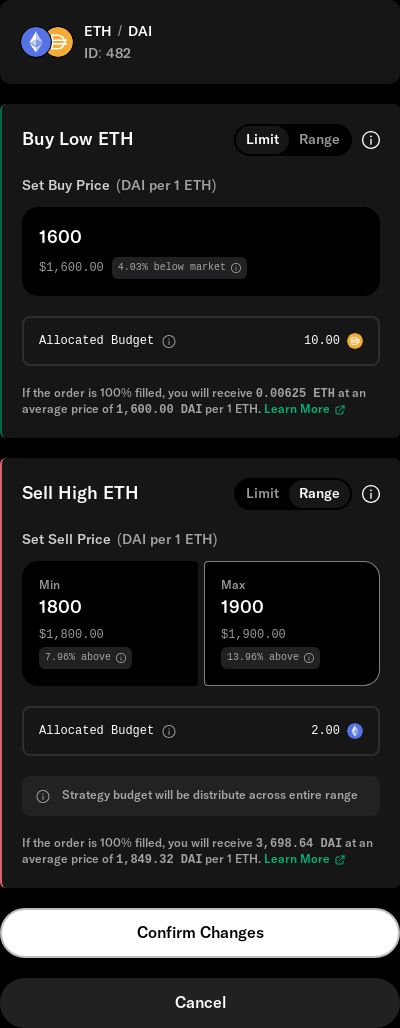 ETH / DAI
ID: 482
Buy Low ETH Limit Range
Set Buy Price (DAI per 1 ETH)
1600
$1,600.00 4.03% below market
Allocated Budget 10.00
If the order is 100% filled, you will receive 0.00625 ETH at an
average price of 1,600.00 DAI per 1 ETH. Learn More
Sell High ETH Limit Range
Set Sell Price (DAI per 1 ETH)
Min Max
1800 1900
$1,800.00 $1,900.00
7.96% above 13.96% above
Allocated Budget 2.00
Strategy budget will be distribute across entire range
If the order is 100% filled, you will receive 3,698.64 DAI at an
average price of 1,849.32 DAI per 1 ETH. Learn More
Confirm Changes
Cancel